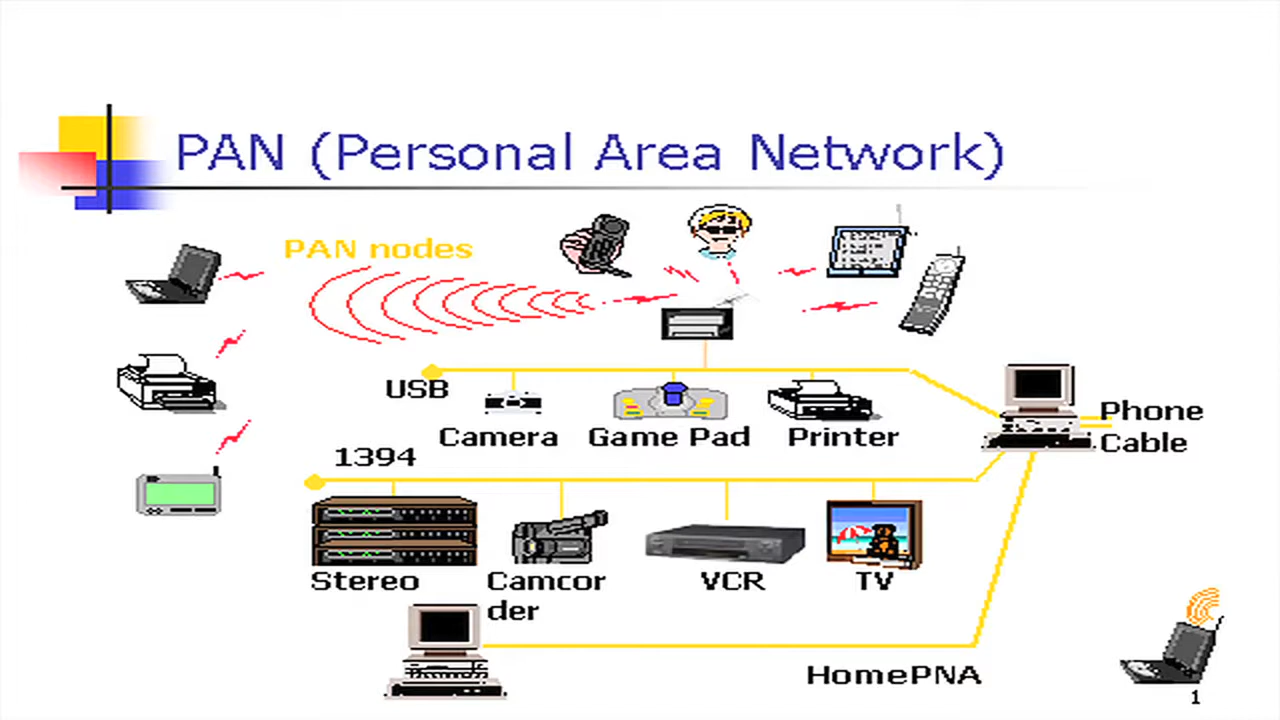 PAN (Personal Area Network)
PAN nodes
USB
Camera
Game Pad
Printer
Phone
Cable
1394
Stereo
Camcor
der
VCR
TV
HomePNA
1